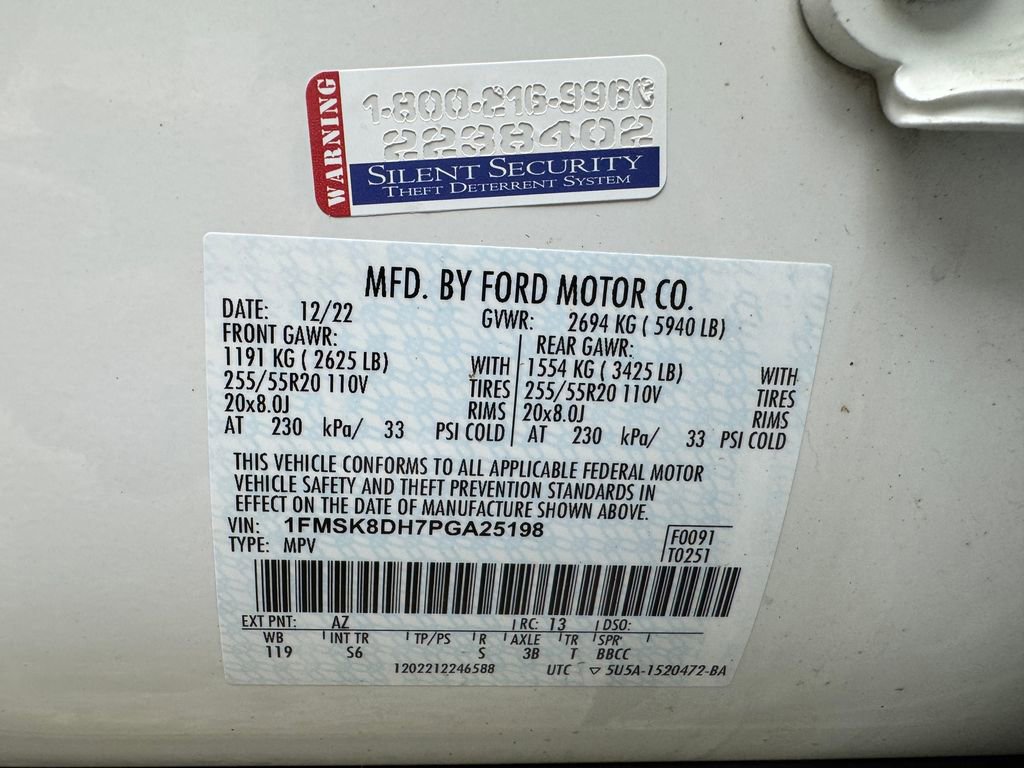 WARNING
1-800-216-9960
2238402
SILENT SECURITY
THEFT DETERRENT SYSTEM
MFD. BY FORD MOTOR CO.
DATE: 12/22 GVWR: 2694 KG ( 5940 LB)
FRONT GAWR: REAR GAWR:
1191 KG ( 2625 LB) WITH 1554 KG ( 3425 LB) WITH
255/55R20 110V TIRES 255/55R20 110V TIRES
20x8.0J RIMS 20x8.0J RIMS
AT 230 kPa/ 33 PSI COLD AT 230 kPa/ 33 PSI COLD
THIS VEHICLE CONFORMS TO ALL APPLICABLE FEDERAL MOTOR
VEHICLE SAFETY AND THEFT PREVENTION STANDARDS IN
EFFECT ON THE DATE OF MANUFACTURE SHOWN ABOVE.
VIN: 1FMSK8DH7PGA25198 F0091
TYPE: MPV T0251
EXT PNT: AZ RC: 13 DSO:
WB INT TR TP/PS R AXLE TR SPR
119 S6 S 3B T BBCC
1202212246588 UTC ▽ 5U5A-1520472-BA